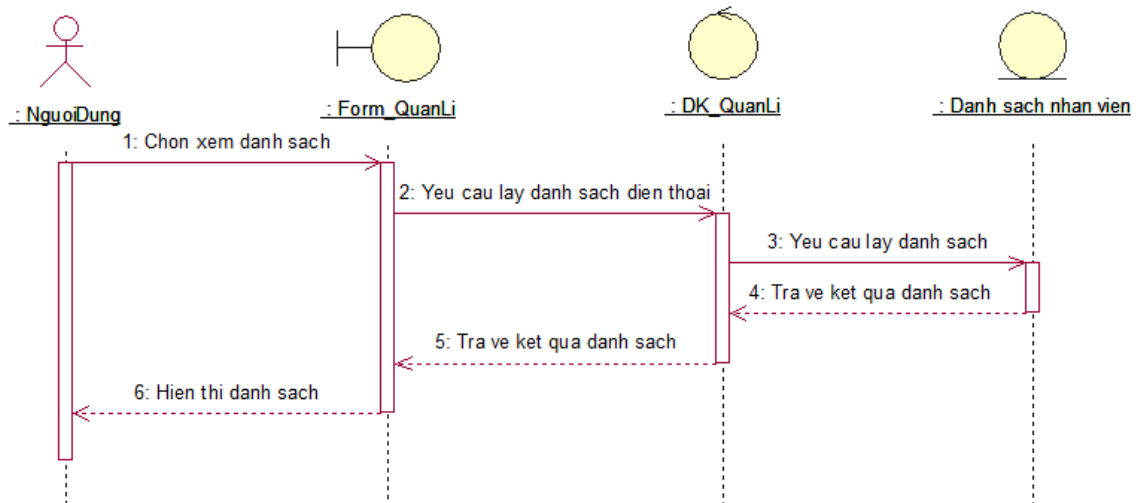 : NguoiDung
: Form_QuanLi
: DK_QuanLi
: Danh sach nhan vien
1: Chon xem danh sach
2: Yeu cau lay danh sach dien thoai
3: Yeu cau lay danh sach
4: Tra ve ket qua danh sach
5: Tra ve ket qua danh sach
6: Hien thi danh sach